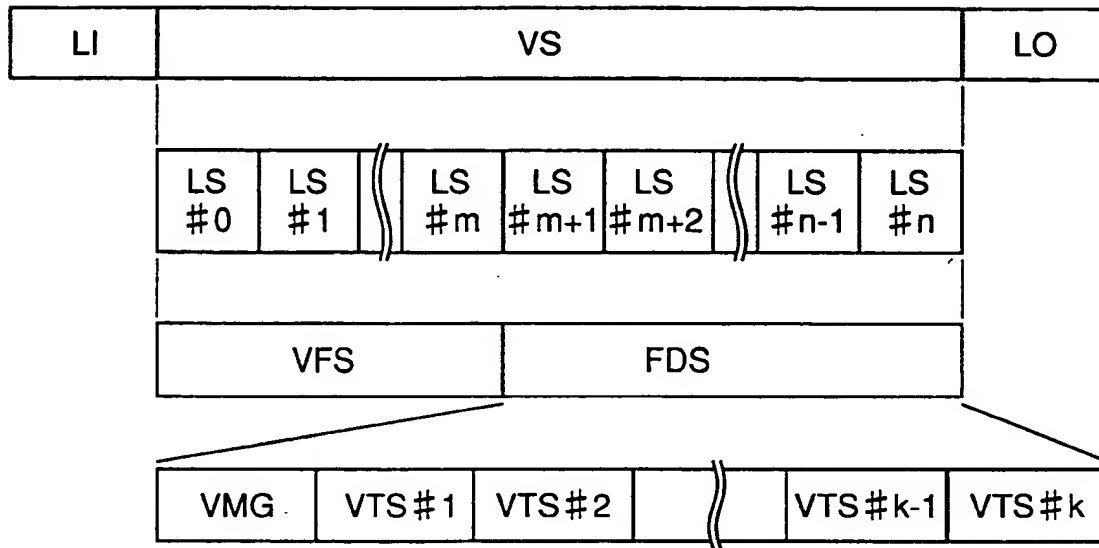 LI VS LO
LS LS LS LS LS LS LS
#0 #1 #m #m+1 #m+2 #n-1 #n
VFS FDS
VMG VTS#1 VTS#2 VTS#k-1 VTS#k